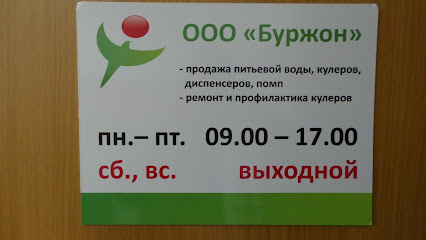 ООО «Буржон»
- продажа питьевой воды, кулеров,
диспенсеров, помп
- ремонт и профилактика кулеров
пн.– пт. 09.00 – 17.00
сб., вс. выходной